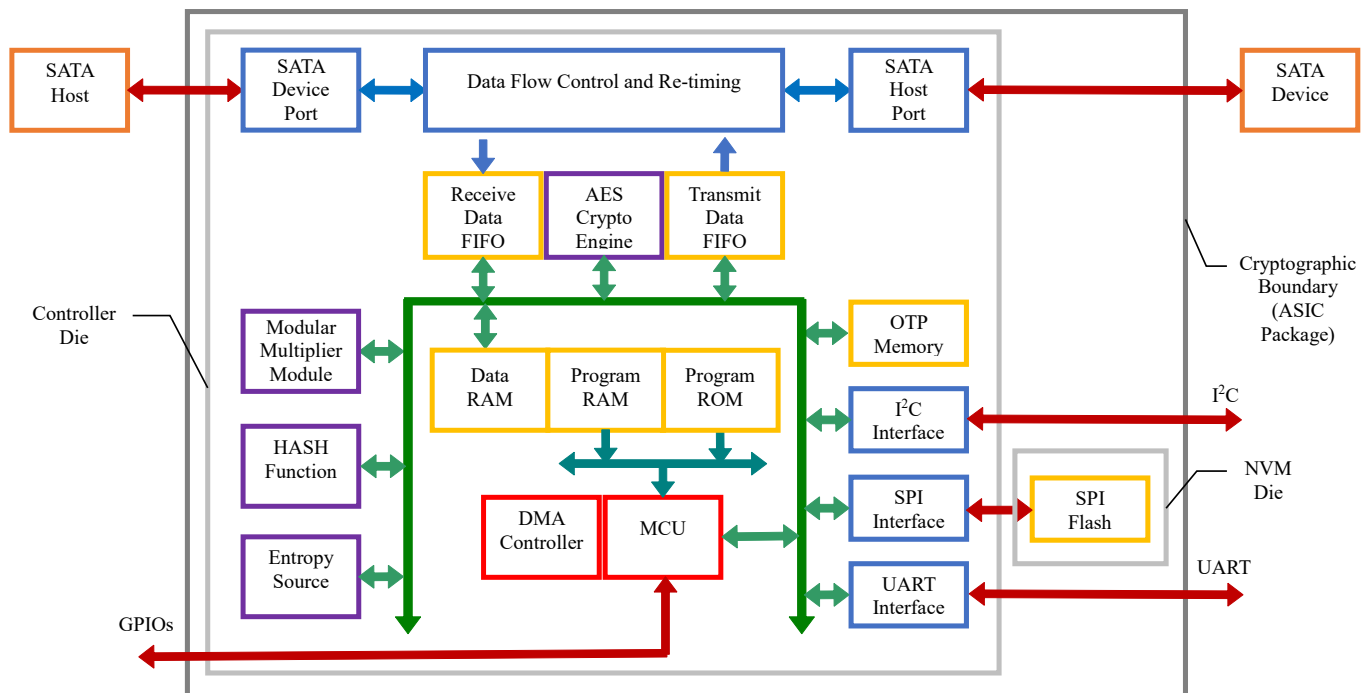 SATA
Host
SATA
Device
Port
Data Flow Control and Re-timing
SATA
Host
Port
SATA
Device
Receive
Data
FIFO
AES
Crypto
Engine
Transmit
Data
FIFO
Cryptographic
Boundary
(ASIC
Package)
Controller
Die
Modular
Multiplier
Module
OTP
Memory
Data
RAM
Program
RAM
Program
ROM
I²C
Interface
I²C
HASH
Function
SPI
Interface
SPI
Flash
NVM
Die
DMA
Controller
MCU
Entropy
Source
UART
Interface
UART
GPIOs